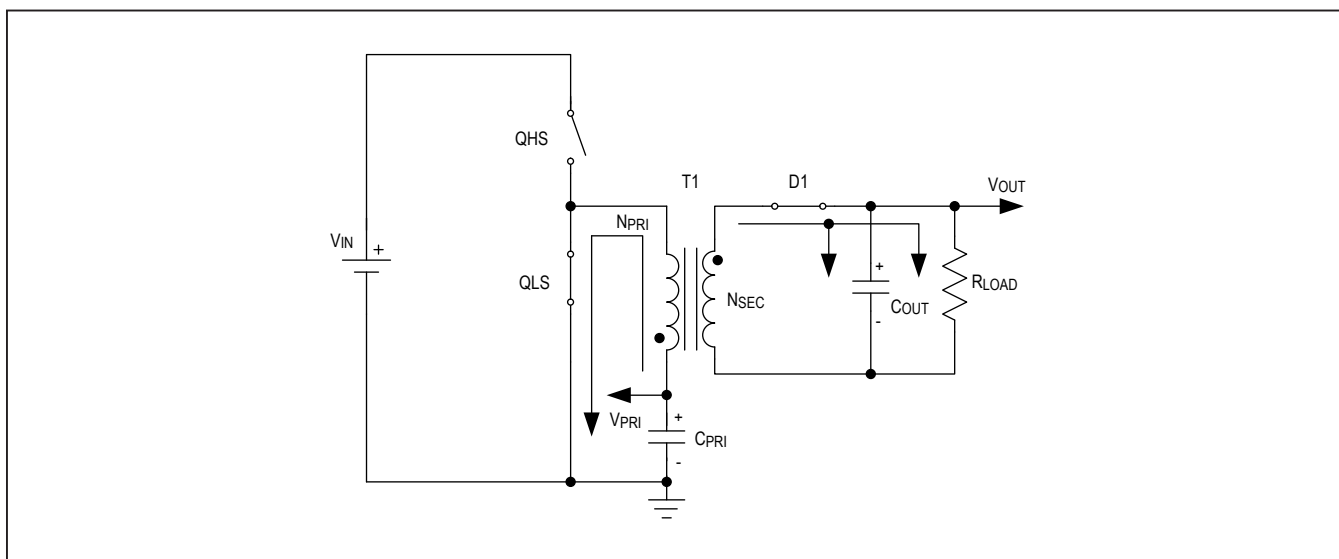 QHS
T1
D1
VOUT
NPRI
VIN
+
QLS
NSEC
+
COUT
-
RLOAD
VPRI
+
CPRI
-